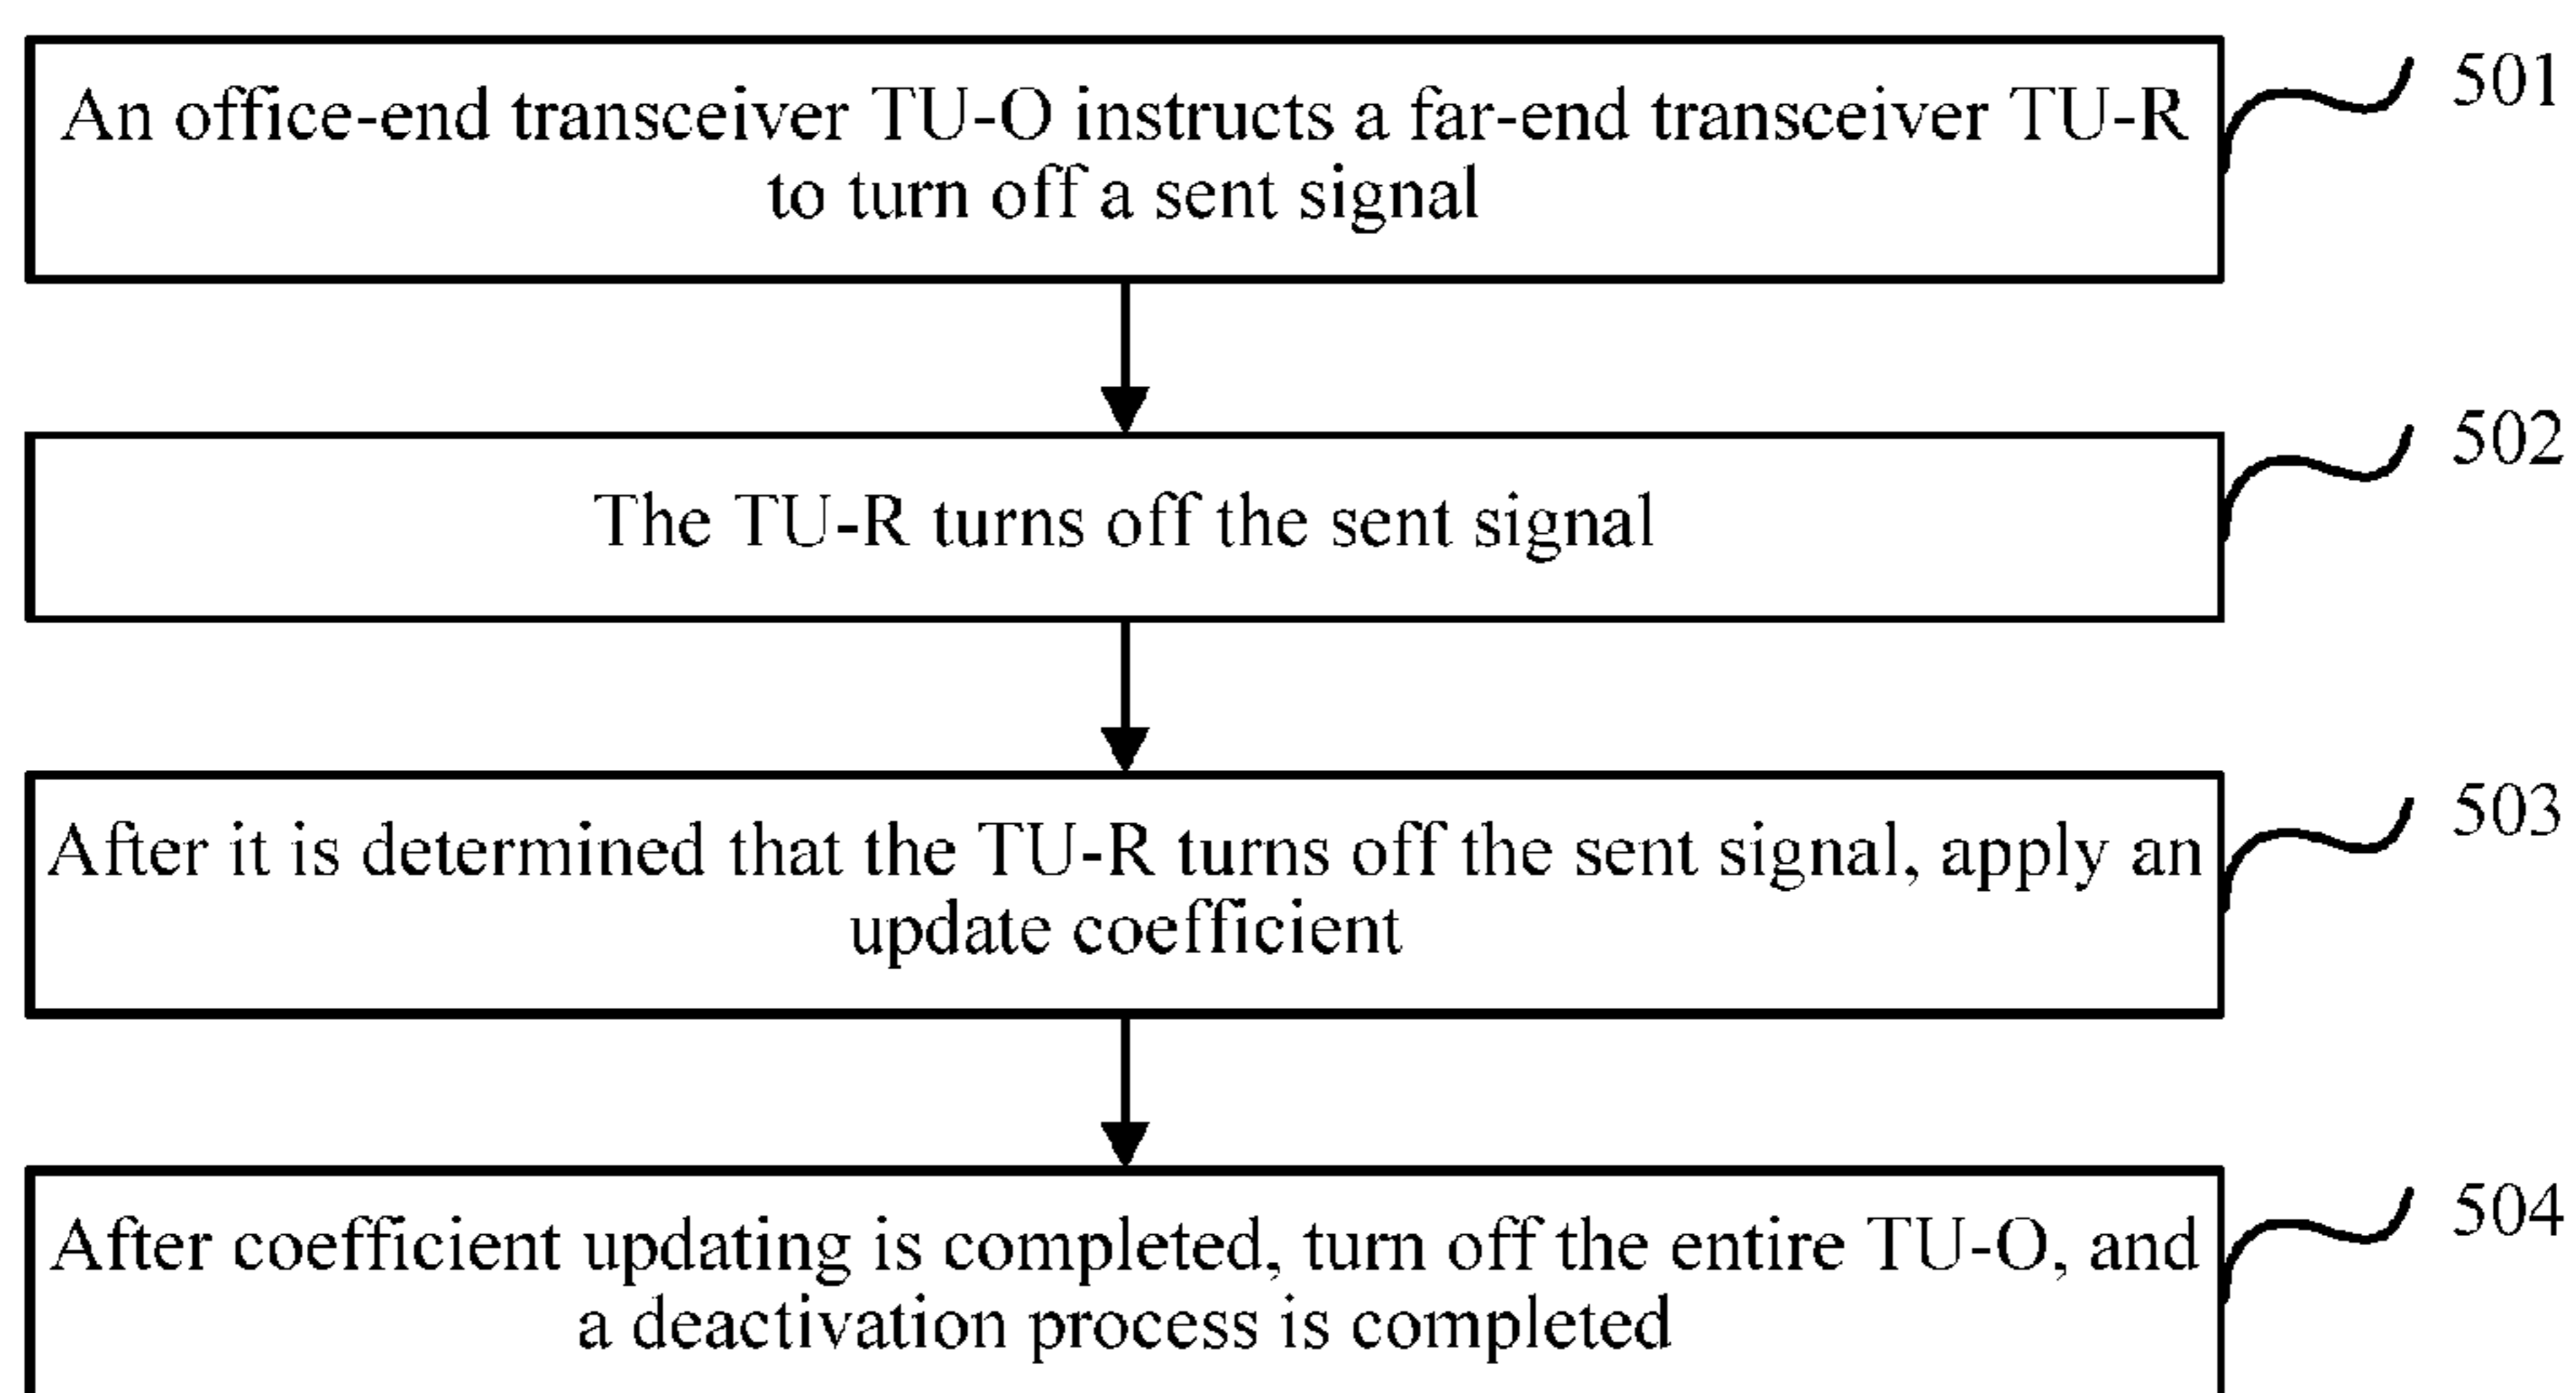 An office-end transceiver TU-O instructs a far-end transceiver TU-R
to turn off a sent signal
501
The TU-R turns off the sent signal
502
After it is determined that the TU-R turns off the sent signal, apply an
update coefficient
503
After coefficient updating is completed, turn off the entire TU-O, and
a deactivation process is completed
504